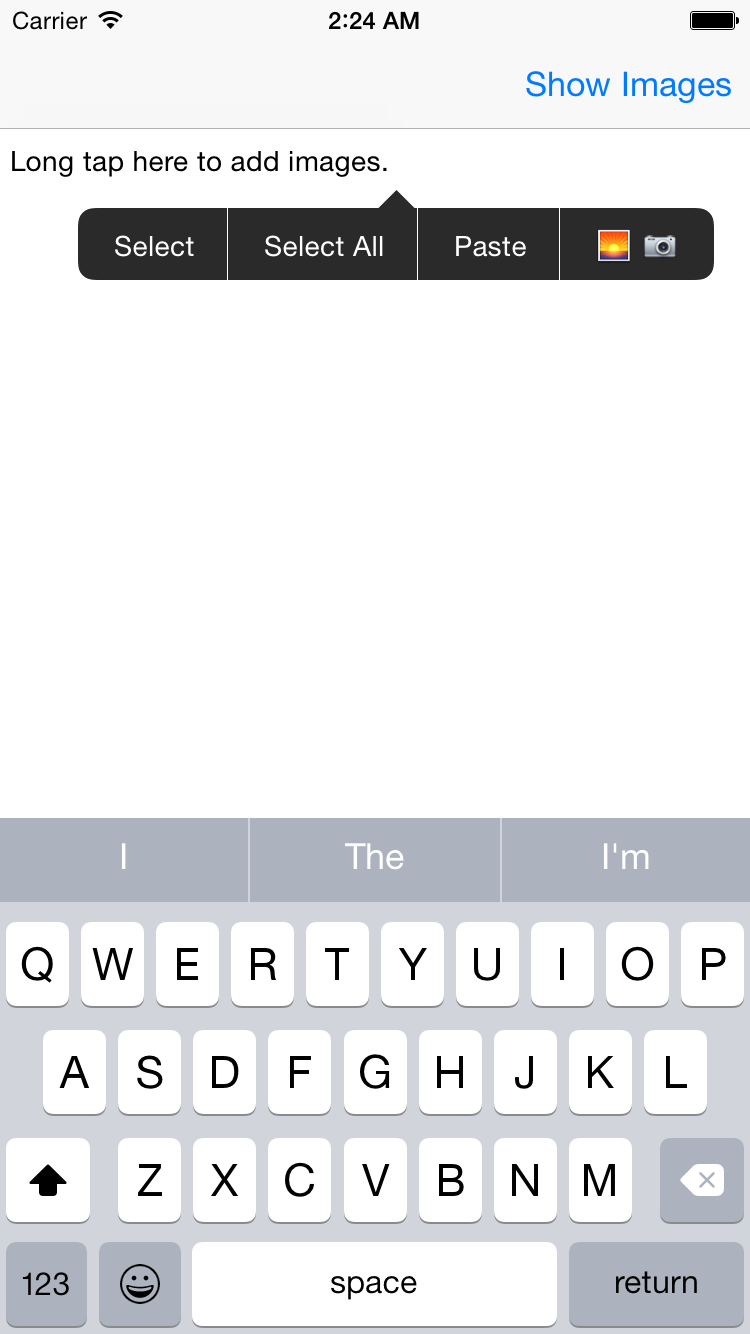 Carrier 2:24 AM
Show Images
Long tap here to add images.
Select Select All Paste
I The I'm
Q W E R T Y U I O P
A S D F G H J K L
Z X C V B N M
123 space return